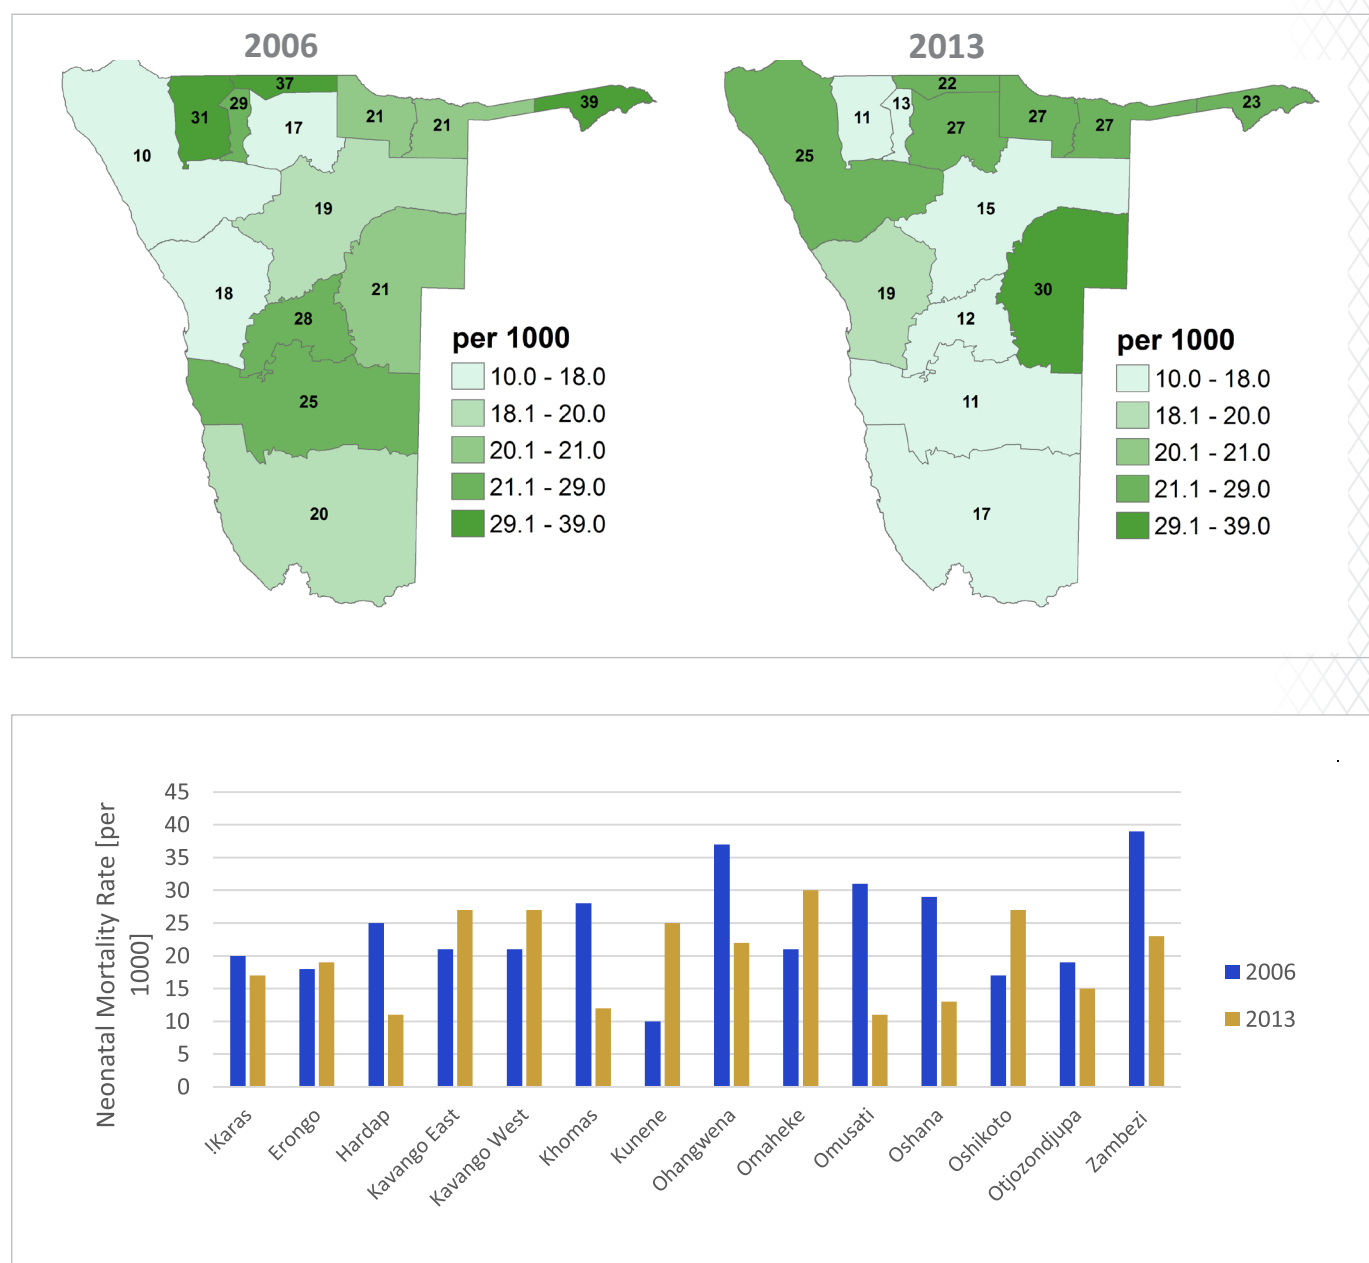 2006
37
31
29
17
21
21
39
10
19
18
21
28
25
20
per 1000
10.0 - 18.0
18.1 - 20.0
20.1 - 21.0
21.1 - 29.0
29.1 - 39.0
2013
22
11
13
27
27
27
23
25
15
19
30
12
11
17
per 1000
10.0 - 18.0
18.1 - 20.0
20.1 - 21.0
21.1 - 29.0
29.1 - 39.0
Neonatal Mortality Rate [per
1000]
45
40
35
30
25
20
15
10
5
0
!Karas
Erongo
Hardap
Kavango East
Kavango West
Khomas
Kunene
Ohangwena
Omaheke
Omusati
Oshana
Oshikoto
Otjozondjupa
Zambezi
2006
2013
.